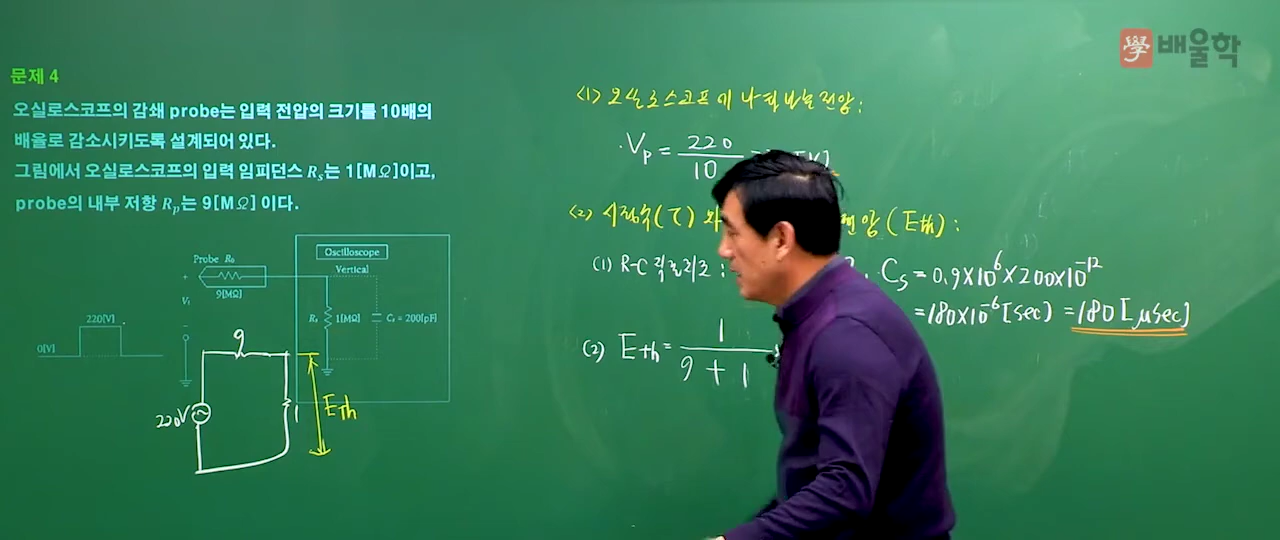 學 배울학
문제 4
오실로스코프의 감쇄 probe는 입력 전압의 크기를 10배의
배율로 감소시키도록 설계되어 있다.
그림에서 오실로스코프의 입력 임피던스 Rs는 1[MΩ]이고,
probe의 내부 저항 Rp는 9[MΩ] 이다.
Oscilloscope
Vertical
Probe
9[MΩ]
+
Vi
−
220[V]
0[V]
Rs
1[MΩ]
Cs = 200[pF]
9
220V
1
ETh
<1> 오실로스코프에 나타나는 전압:
Vp = 220/10 =
<2> 시정수(τ) 와 전압(Eth):
(1) R-C 회로의 τ :
Cs = 0.9×10⁶×200×10⁻¹²
= 180×10⁻⁶ [sec] = 180 [μsec]
(2) Eth = 1/(9 + 1)